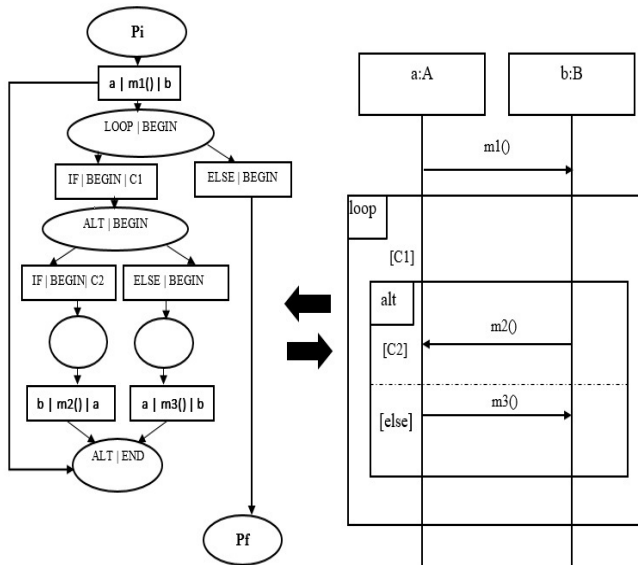 Pi
a | m1() | b
LOOP | BEGIN
IF | BEGIN | C1
ELSE | BEGIN
ALT | BEGIN
IF | BEGIN| C2
ELSE | BEGIN
b | m2() | a
a | m3() | b
ALT | END
Pf
a:A
b:B
m1()
loop
[C1]
alt
m2()
[C2]
m3()
[else]